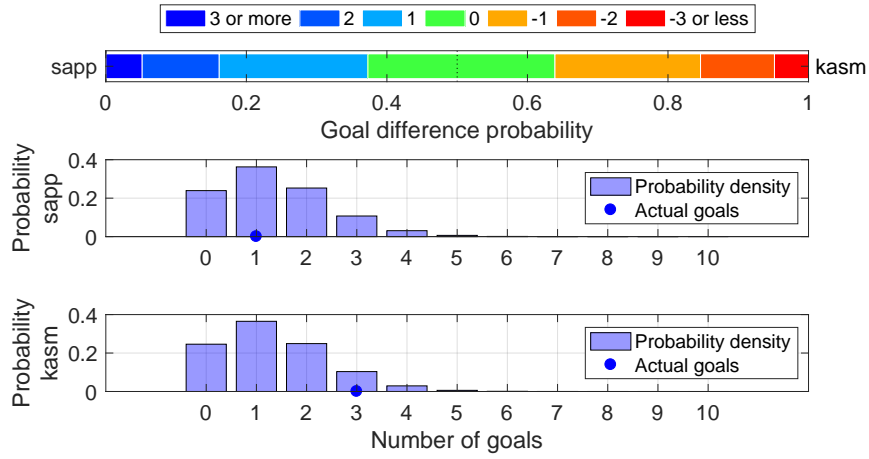 3 or more 2 1 0 -1 -2 -3 or less
sapp kasm
0 0.2 0.4 0.6 0.8 1
Goal difference probability
Probability
sapp
0.4
0.2
0
Probability density
Actual goals
0 1 2 3 4 5 6 7 8 9 10
Probability
kasm
0.4
0.2
0
Probability density
Actual goals
0 1 2 3 4 5 6 7 8 9 10
Number of goals